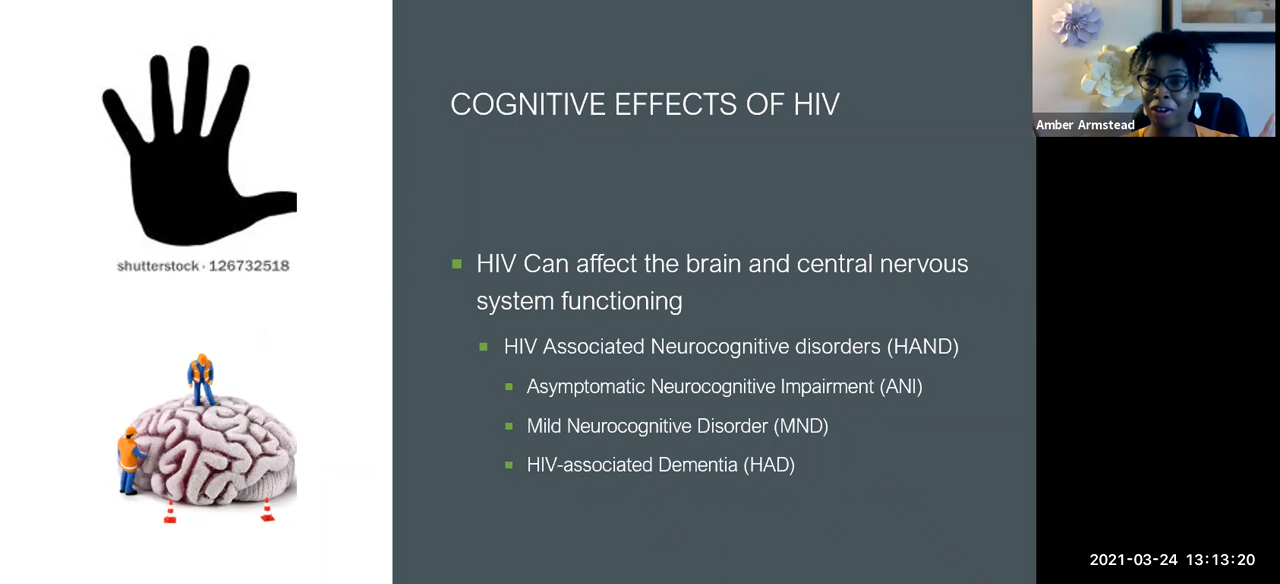 COGNITIVE EFFECTS OF HIV
Amber Armstead
shutterstock · 126732518
HIV Can affect the brain and central nervous
system functioning
HIV Associated Neurocognitive disorders (HAND)
Asymptomatic Neurocognitive Impairment (ANI)
Mild Neurocognitive Disorder (MND)
HIV-associated Dementia (HAD)
2021-03-24 13:13:20